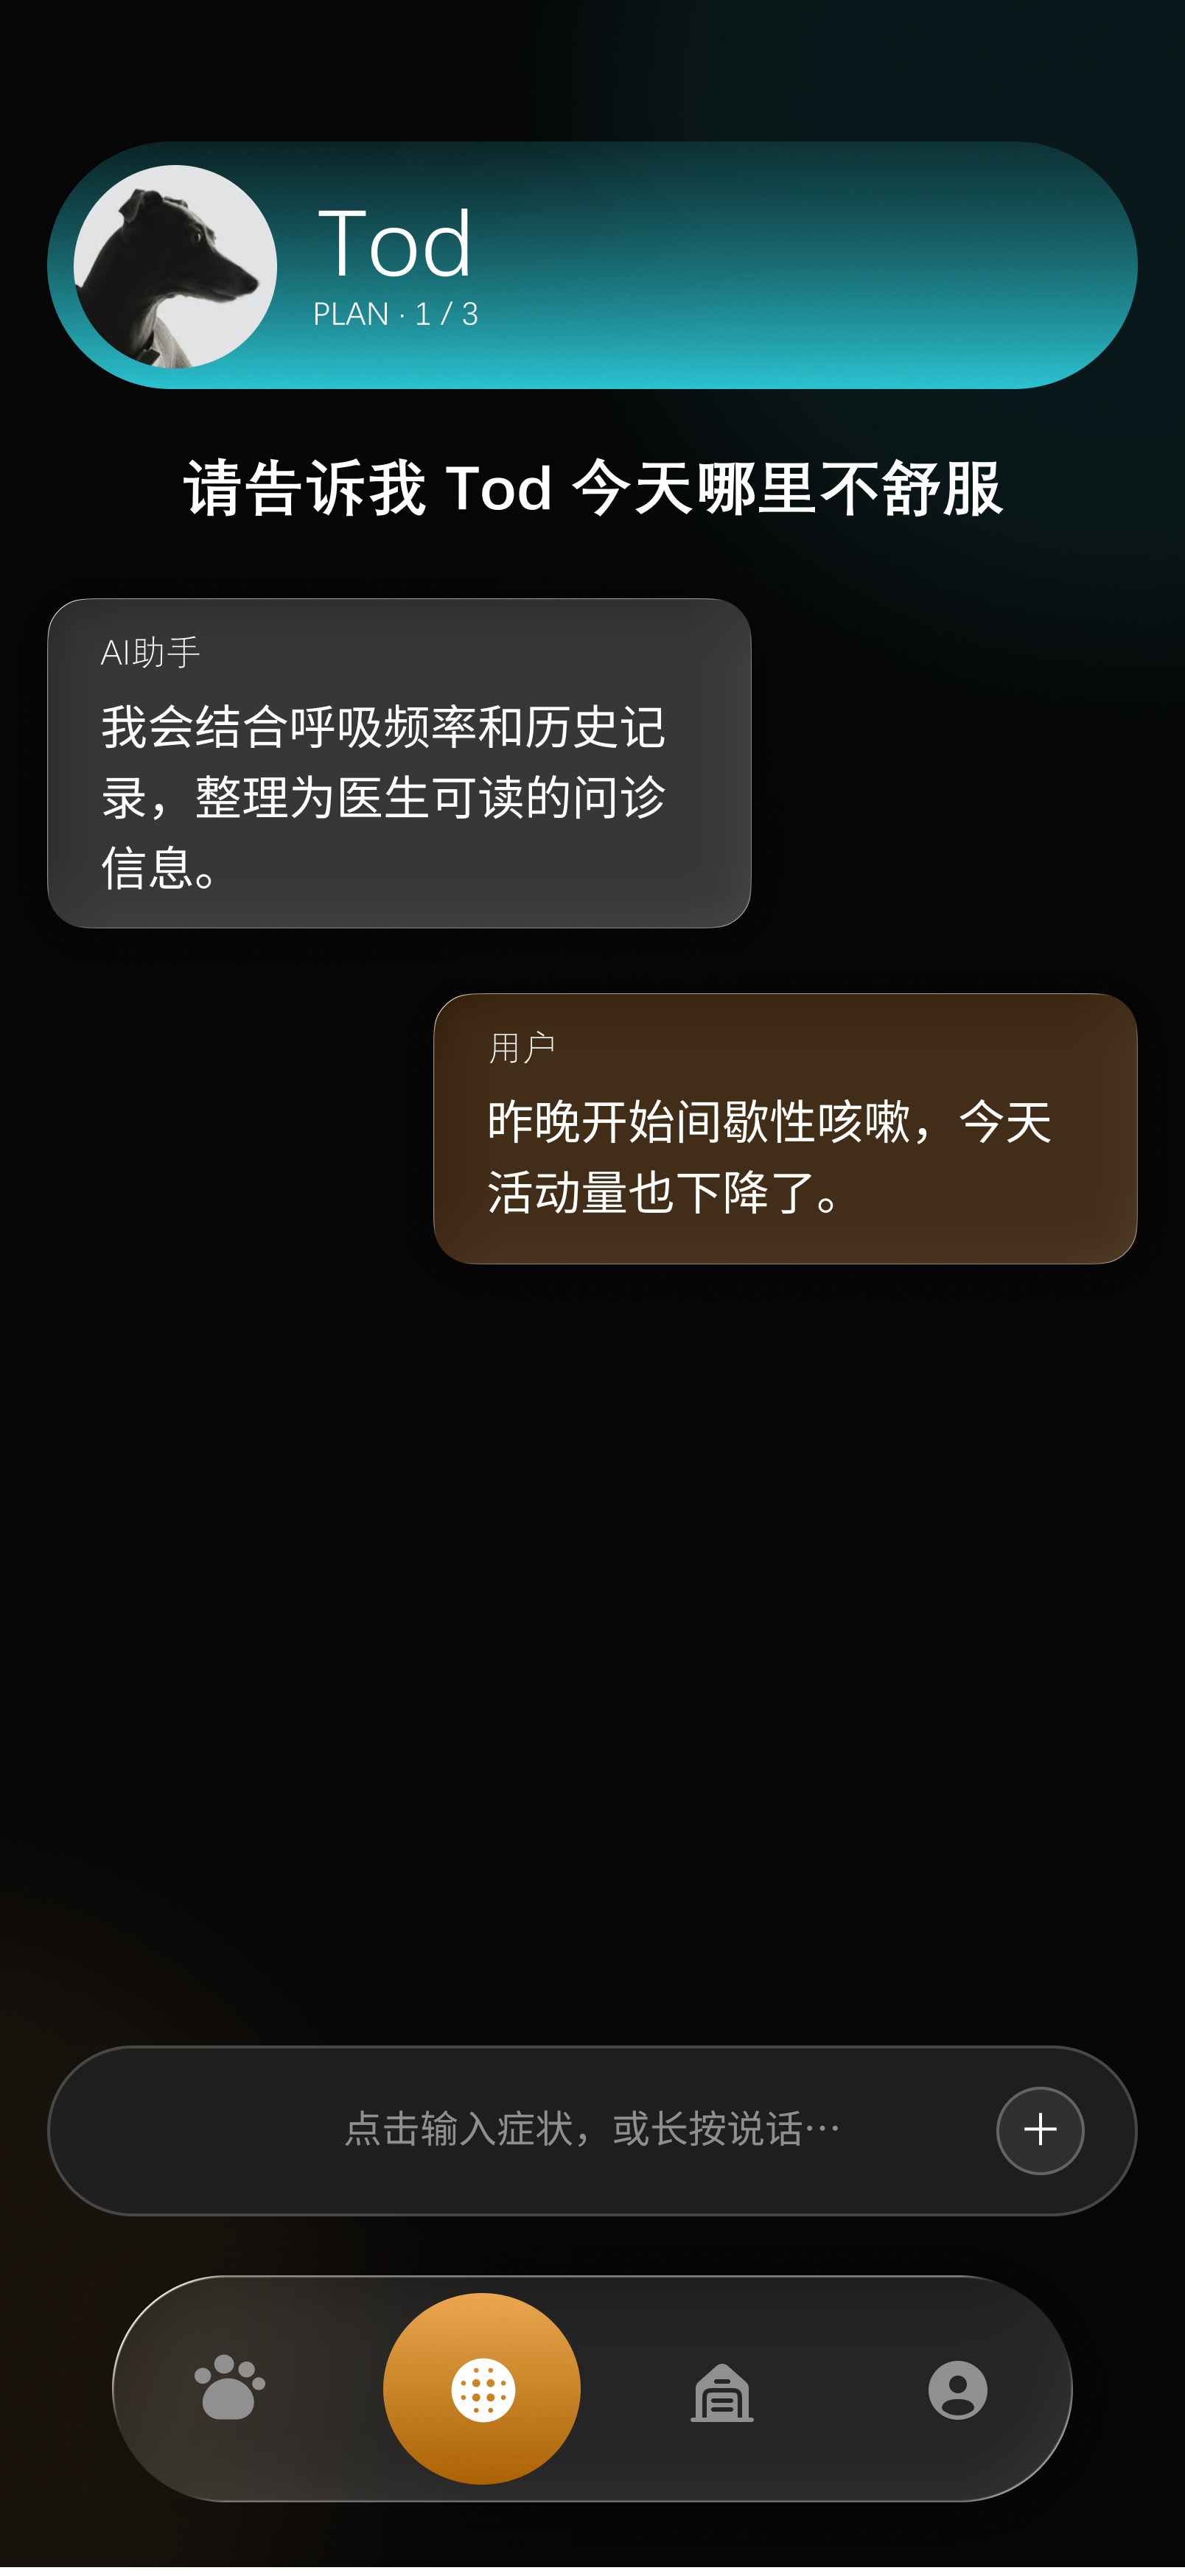 Tod
PLAN · 1 / 3
请告诉我 Tod 今天哪里不舒服
AI助手
我会结合呼吸频率和历史记
录，整理为医生可读的问诊
信息。
用户
昨晚开始间歇性咳嗽，今天
活动量也下降了。
点击输入症状，或长按说话…